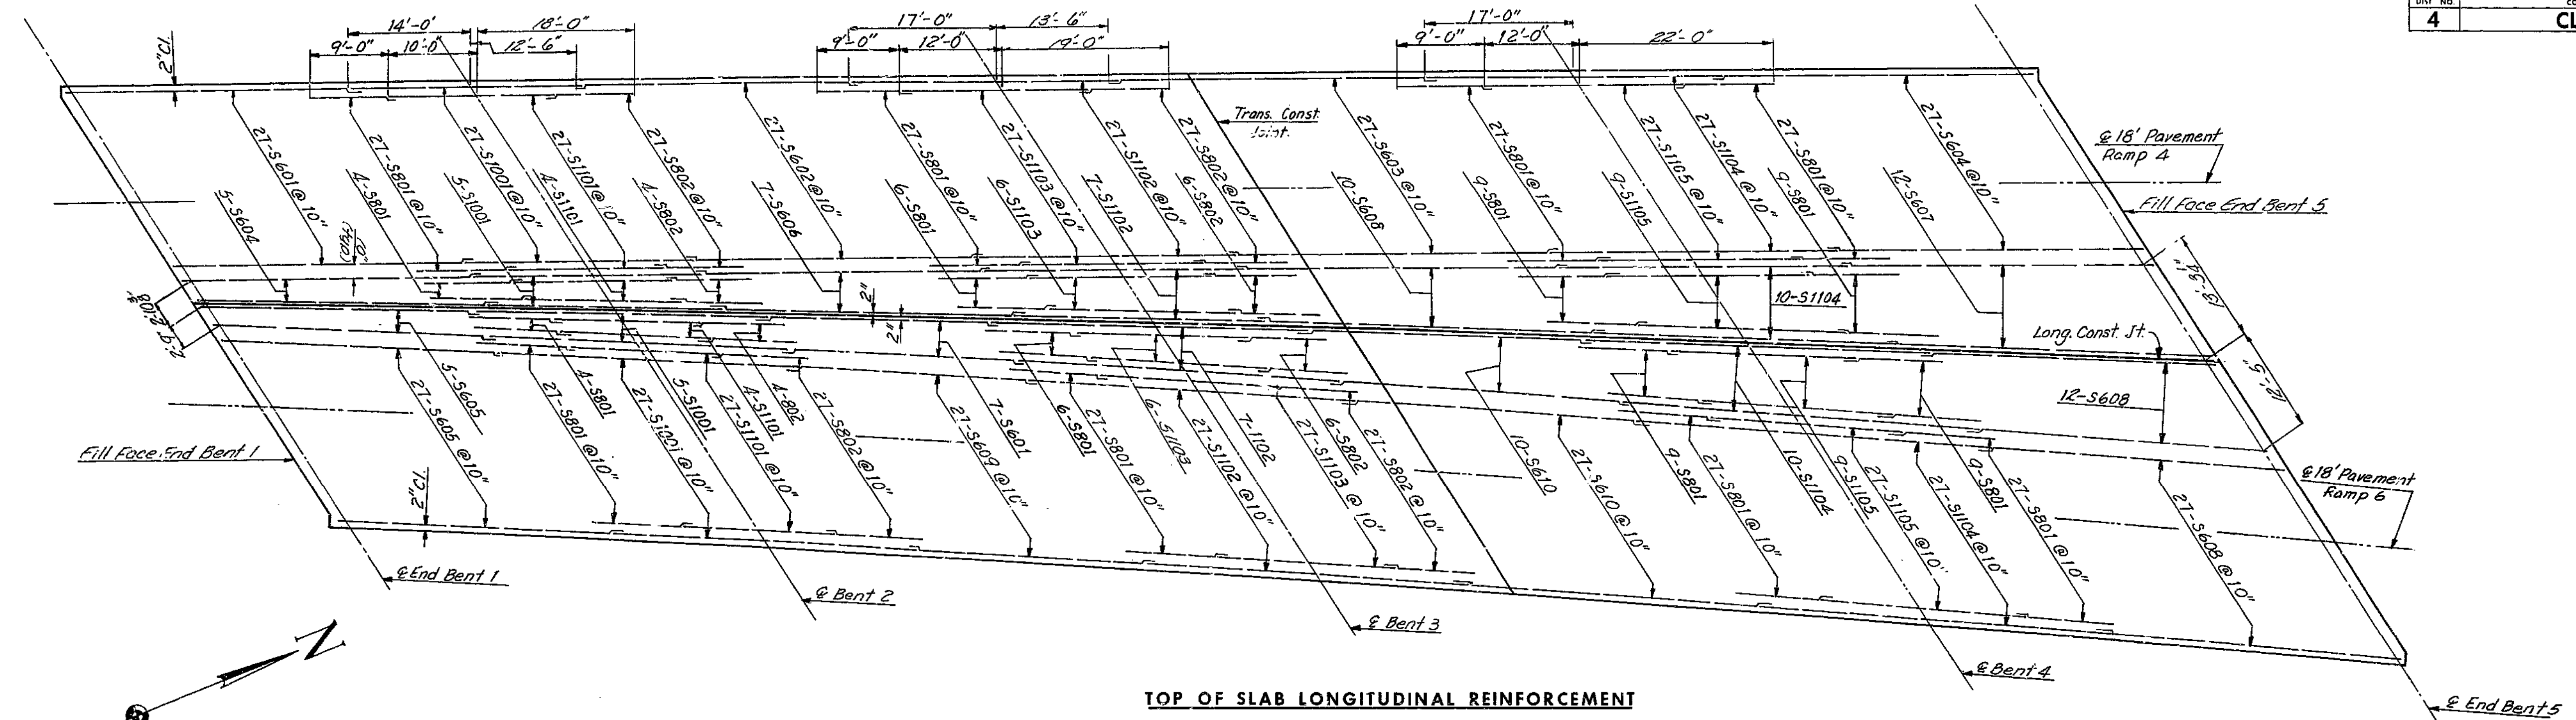 DIST NO.
4
CL
14'-0"
18'-0"
9'-0"
10'-0"
12'-6"
2"Cl.
17'-0"
13'-6"
9'-0"
12'-0"
19'-0"
17'-0"
9'-0"
12'-0"
22'-0"
Trans. Const.
Joint.
27-S601@10"
27-S801@10"
27-S1001@10"
27-S1101@10"
27-S802@10"
27-S602@10"
27-S801@10"
27-S1103@10"
27-S1102@10"
27-S802@10"
27-S603@10"
27-S801@10"
27-S1105@10"
27-S1104@10"
27-S801@10"
27-S604@10"
5-S604
4-S801
5-S1001
4-S1101
4-S802
7-S606
6-S801
6-S1103
7-S1102
6-S802
10-S608
9-S801
9-S1105
10-S1104
9-S801
12-S607
(Typ.)
℄ 18' Pavement
Ramp 4
Fill Face End Bent 5
2"
2"
2'-9"
Long. Const. Jt.
12'-5"
5-S605
4-S801
5-S1001
4-S1101
4-802
7-S601
6-S801
6-S1103
7-1102
6-S802
10-S610
9-S801
10-S1104
9-S1105
9-S801
12-S608
27-S605@10"
27-S801@10"
27-S1001@10"
27-S1101@10"
27-S802@10"
27-S609@10"
27-S801@10"
27-S1102@10"
27-S1103@10"
27-S802@10"
27-S610@10"
27-S801@10"
27-S1105@10"
27-S1104@10"
27-S801@10"
27-S608@10"
Fill Face End Bent 1
2"Cl.
℄ 18' Pavement
Ramp 6
℄ End Bent 1
℄ Bent 2
℄ Bent 3
℄ Bent 4
℄ End Bent 5
N
TOP OF SLAB LONGITUDINAL REINFORCEMENT